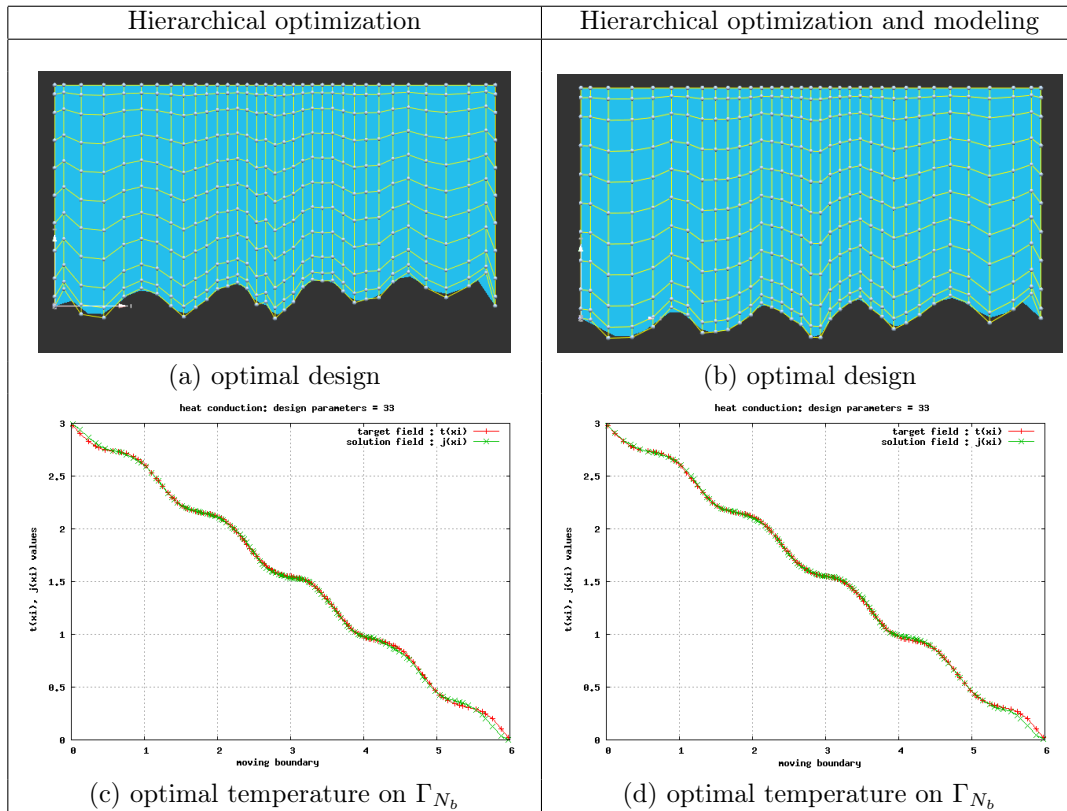 Hierarchical optimization
Hierarchical optimization and modeling
(a) optimal design
(b) optimal design
heat conduction: design parameters = 33
target field : t(xi)
solution field : j(xi)
t(xi), j(xi) values
3
2.5
2
1.5
1
0.5
0
0 1 2 3 4 5 6
moving boundary
heat conduction: design parameters = 33
target field : t(xi)
solution field : j(xi)
t(xi), j(xi) values
3
2.5
2
1.5
1
0.5
0
0 1 2 3 4 5 6
moving boundary
(c) optimal temperature on Γ_{N_b}
(d) optimal temperature on Γ_{N_b}